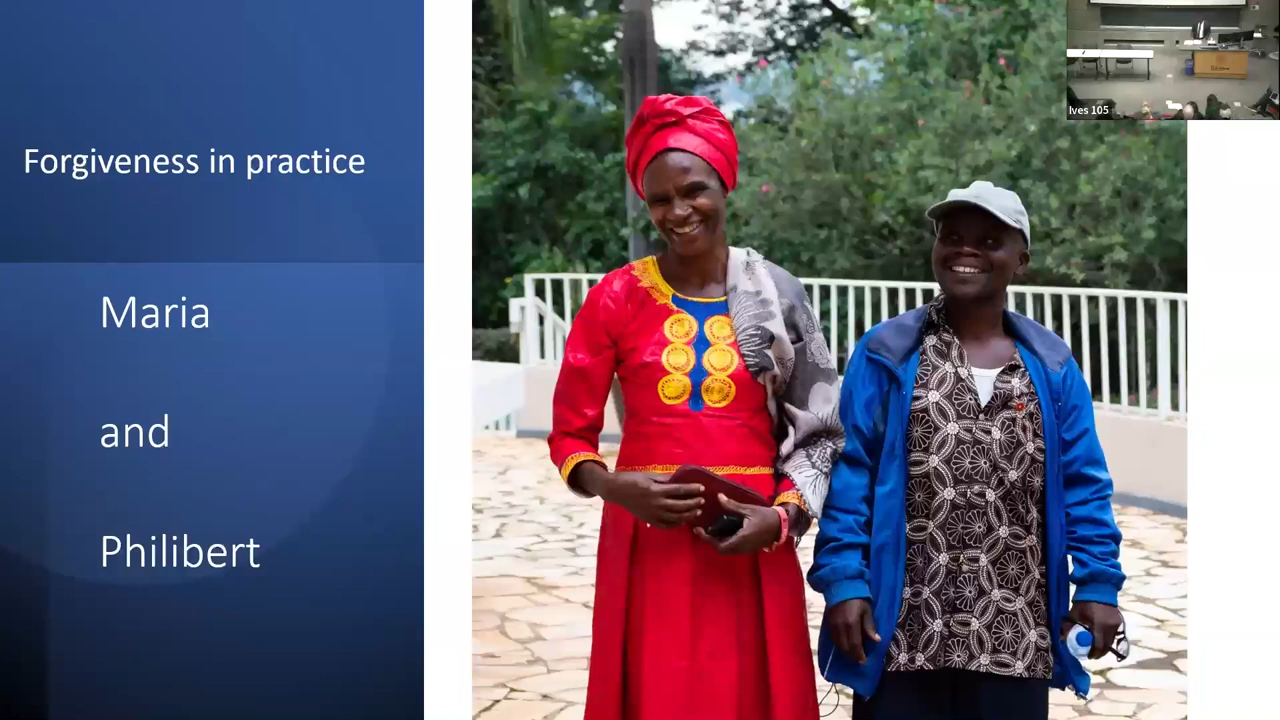 Forgiveness in practice
Maria
and
Philibert
Ives 105